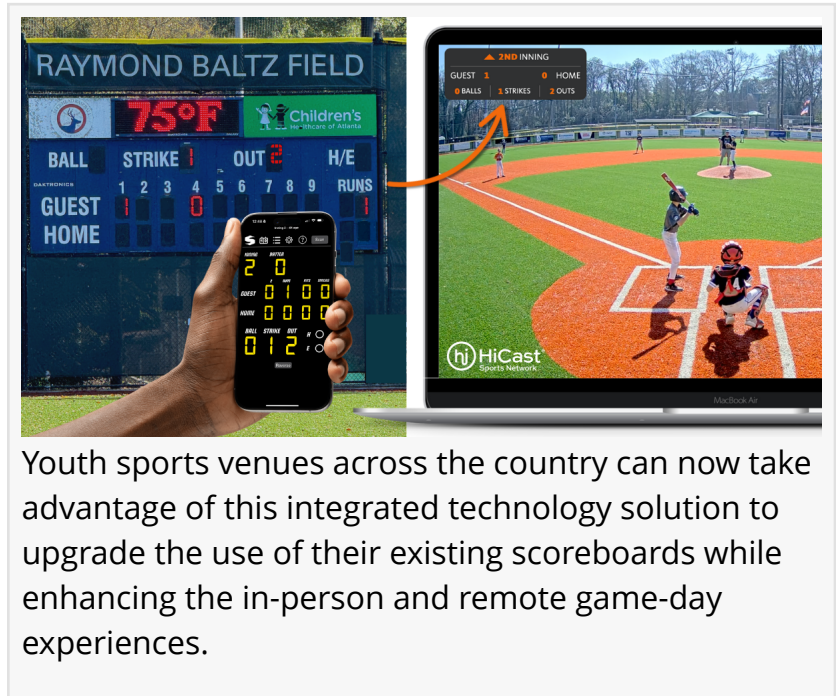 RAYMOND BALTZ FIELD
75°F
Children's
Healthcare of Atlanta
BALL STRIKE 1 OUT 2 H/E
DAKTRONICS
1 2 3 4 5 6 7 8 9 RUNS
GUEST 1 0 1
HOME
Scan
INNING BATTER
2 0
GUEST 0 1 0 0
HOME 0 0 0 0
BALL STRIKE OUT H
0 1 2 E
2ND INNING
GUEST 1 0 HOME
0 BALLS 1 STRIKES 2 OUTS
14
hj HiCast
Sports Network
MacBook Air
Youth sports venues across the country can now take
advantage of this integrated technology solution to
upgrade the use of their existing scoreboards while
enhancing the in-person and remote game-day
experiences.